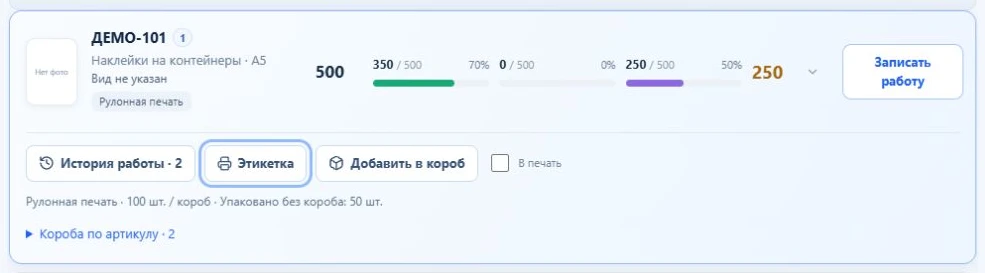 ДЕМО-101 1
Наклейки на контейнеры · А5
Вид не указан
Рулонная печать
Нет фото
500
350 / 500 70%
0 / 500 0%
250 / 500 50%
250
Записать
работу
История работы · 2
Этикетка
Добавить в короб
В печать
Рулонная печать · 100 шт. / короб · Упаковано без короба: 50 шт.
Короба по артикулу · 2